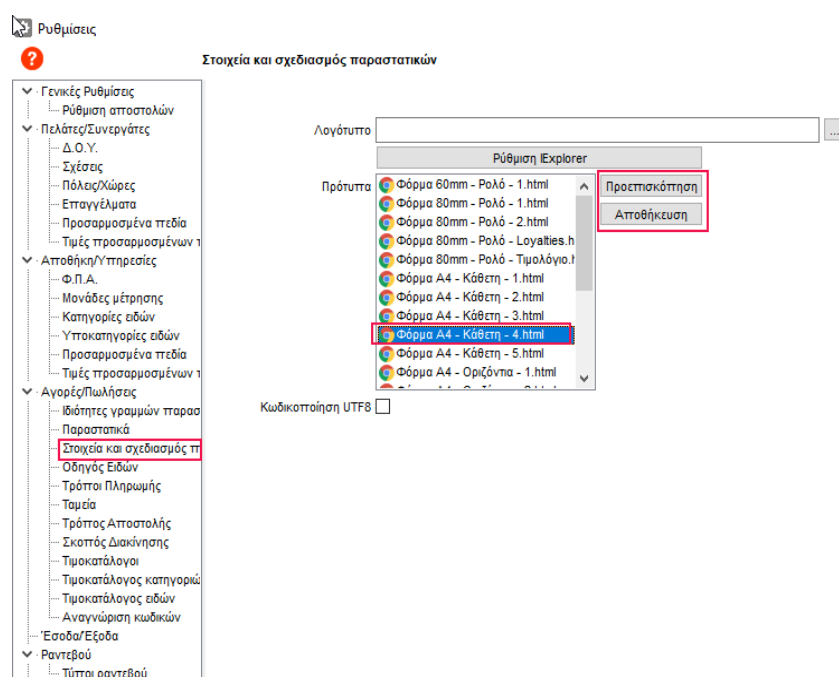 Ρυθμίσεις
?
Στοιχεία και σχεδιασμός παραστατικών
Γενικές Ρυθμίσεις
Ρύθμιση αποστολών
Πελάτες/Συνεργάτες
Δ.Ο.Υ.
Σχέσεις
Πόλεις/Χώρες
Επαγγέλματα
Προσαρμοσμένα πεδία
Τιμές προσαρμοσμένων τ
Αποθήκη/Υπηρεσίες
Φ.Π.Α.
Μονάδες μέτρησης
Κατηγορίες ειδών
Υποκατηγορίες ειδών
Προσαρμοσμένα πεδία
Τιμές προσαρμοσμένων τ
Αγορές/Πωλήσεις
Ιδιότητες γραμμών παρασ
Παραστατικά
Στοιχεία και σχεδιασμός π
Οδηγός Ειδών
Τρόποι Πληρωμής
Ταμεία
Τρόπος Αποστολής
Σκοπός Διακίνησης
Τιμοκατάλογοι
Τιμοκατάλογος κατηγοριώ
Τιμοκατάλογος ειδών
Αναγνώριση κωδικών
Έσοδα/Έξοδα
Ραντεβού
Τύποι ραντεβού
Λογότυπο
...
Ρύθμιση IExplorer
Πρότυπα
Φόρμα 60mm - Ρολό - 1.html
Φόρμα 80mm - Ρολό - 1.html
Φόρμα 80mm - Ρολό - 2.html
Φόρμα 80mm - Ρολό - Loyalties.h
Φόρμα 80mm - Ρολό - Τιμολόγιο.h
Φόρμα A4 - Κάθετη - 1.html
Φόρμα A4 - Κάθετη - 2.html
Φόρμα A4 - Κάθετη - 3.html
Φόρμα A4 - Κάθετη - 4.html
Φόρμα A4 - Κάθετη - 5.html
Φόρμα A4 - Οριζόντια - 1.html
Προεπισκόπηση
Αποθήκευση
Κωδικοποίηση UTF8